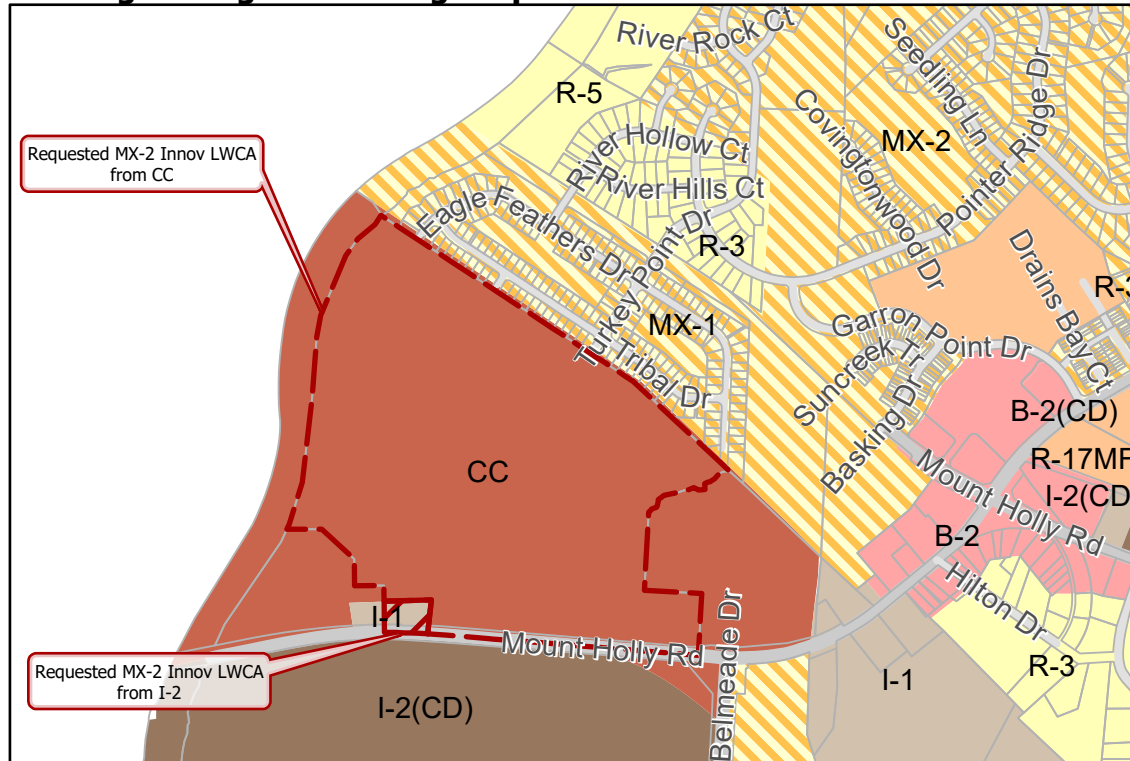 River Rock Ct
R-5
Seedling Ln
Covingtonwood Dr
MX-2
Pointer Ridge Dr
River Hollow Ct
River Hills Ct
Requested MX-2 Innov LWCA
from CC
Eagle Feathers Dr
Turkey Point Dr
R-3
Drains Bay Ct
R-3
MX-1
Garron Point Dr
Tribal Dr
Suncreek Tr
Basking Dr
B-2(CD)
R-17MF
I-2(CD
CC
Mount Holly Rd
B-2
Hilton Dr
I-1
Mount Holly Rd
Belmeade Dr
R-3
I-1
Requested MX-2 Innov LWCA
from I-2
I-2(CD)